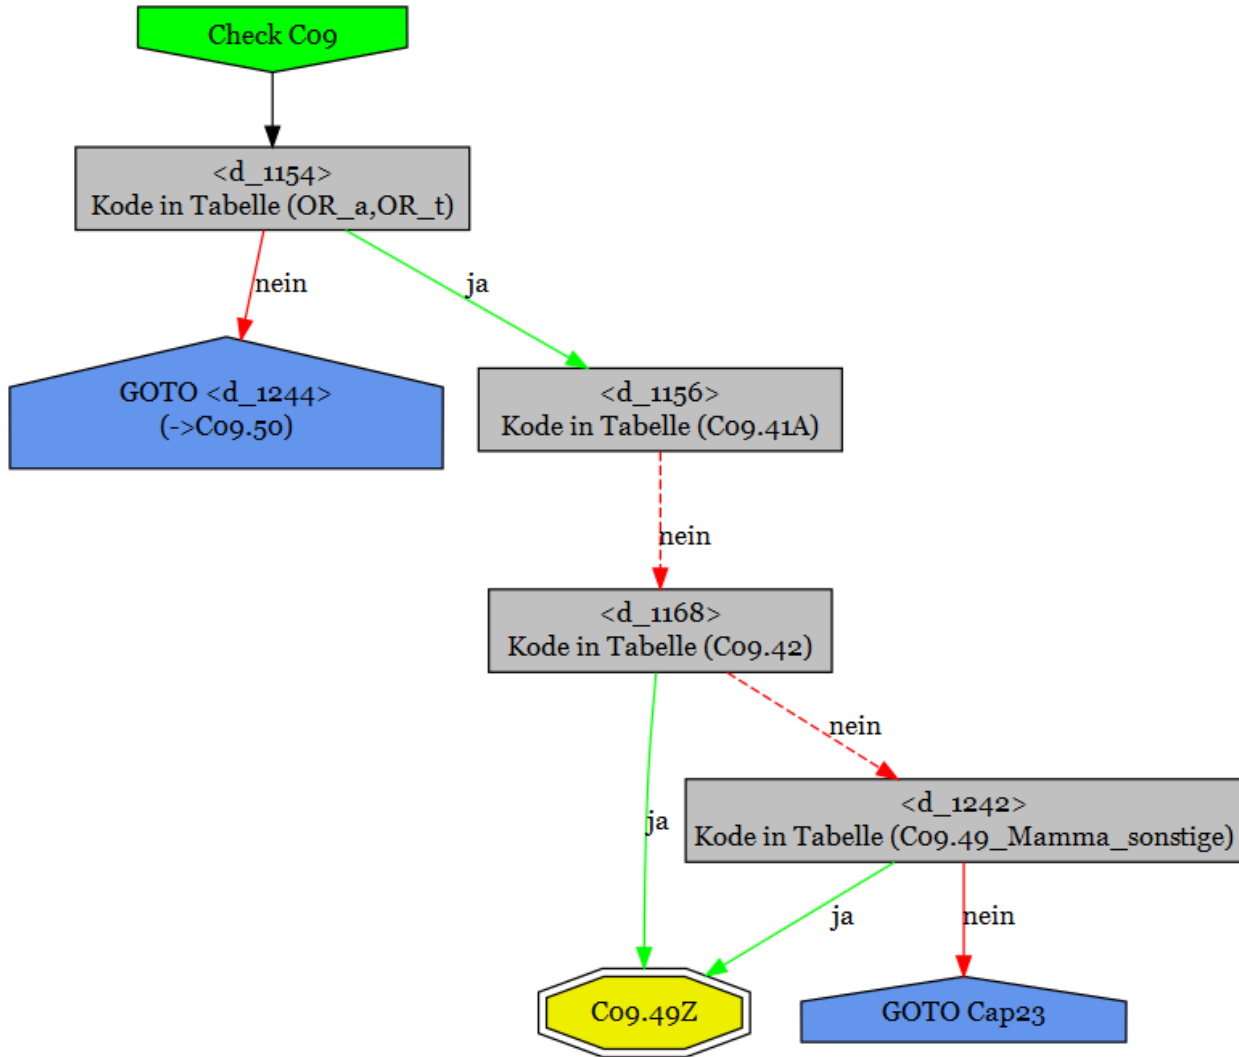 Check C09
<d_1154>
Kode in Tabelle (OR_a,OR_t)
nein
ja
GOTO <d_1244>
(->C09.50)
<d_1156>
Kode in Tabelle (C09.41A)
nein
<d_1168>
Kode in Tabelle (C09.42)
nein
ja
<d_1242>
Kode in Tabelle (C09.49_Mamma_sonstige)
ja
nein
C09.49Z
GOTO Cap23